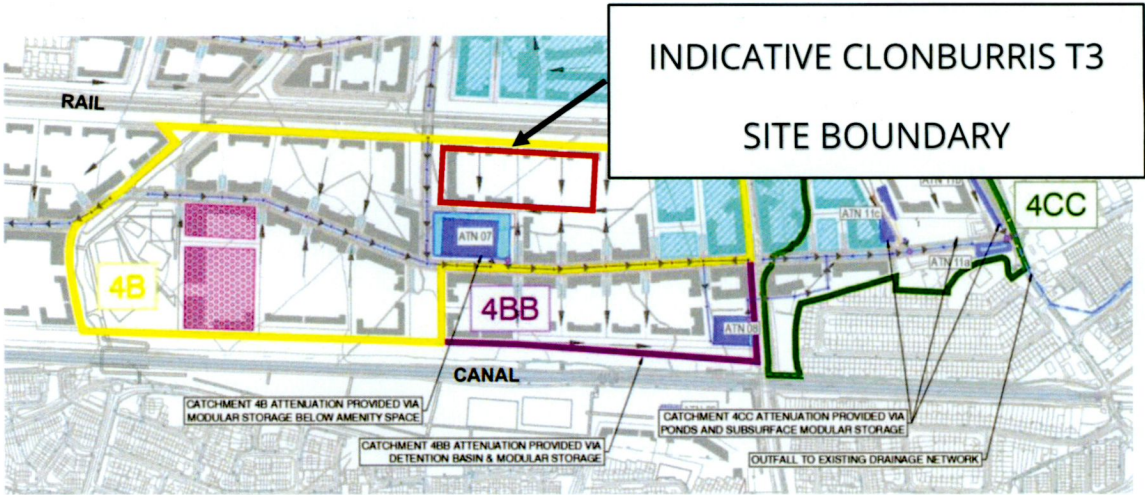 INDICATIVE CLONBURRIS T3
SITE BOUNDARY
RAIL
4CC
ATN 11b
ATN 11c
ATN 07
ATN 11a
4B
4BB
ATN 08
CANAL
CATCHMENT 4B ATTENUATION PROVIDED VIA
MODULAR STORAGE BELOW AMENITY SPACE
CATCHMENT 4CC ATTENUATION PROVIDED VIA
PONDS AND SUBSURFACE MODULAR STORAGE
CATCHMENT 4BB ATTENUATION PROVIDED VIA
DETENTION BASIN & MODULAR STORAGE
OUTFALL TO EXISTING DRAINAGE NETWORK